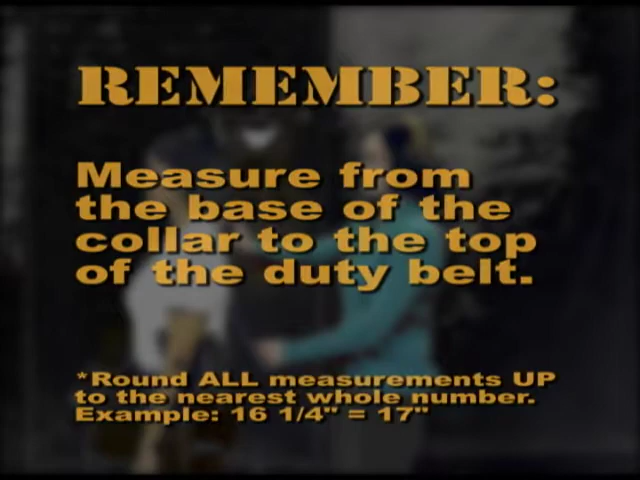 REMEMBER:
Measure from
the base of the
collar to the top
of the duty belt.
*Round ALL measurements UP
to the nearest whole number.
Example: 16 1/4" = 17"